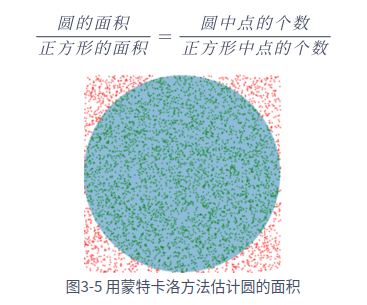 圆的面积 / 正方形的面积 = 圆中点的个数 / 正方形中点的个数
图3-5 用蒙特卡洛方法估计圆的面积